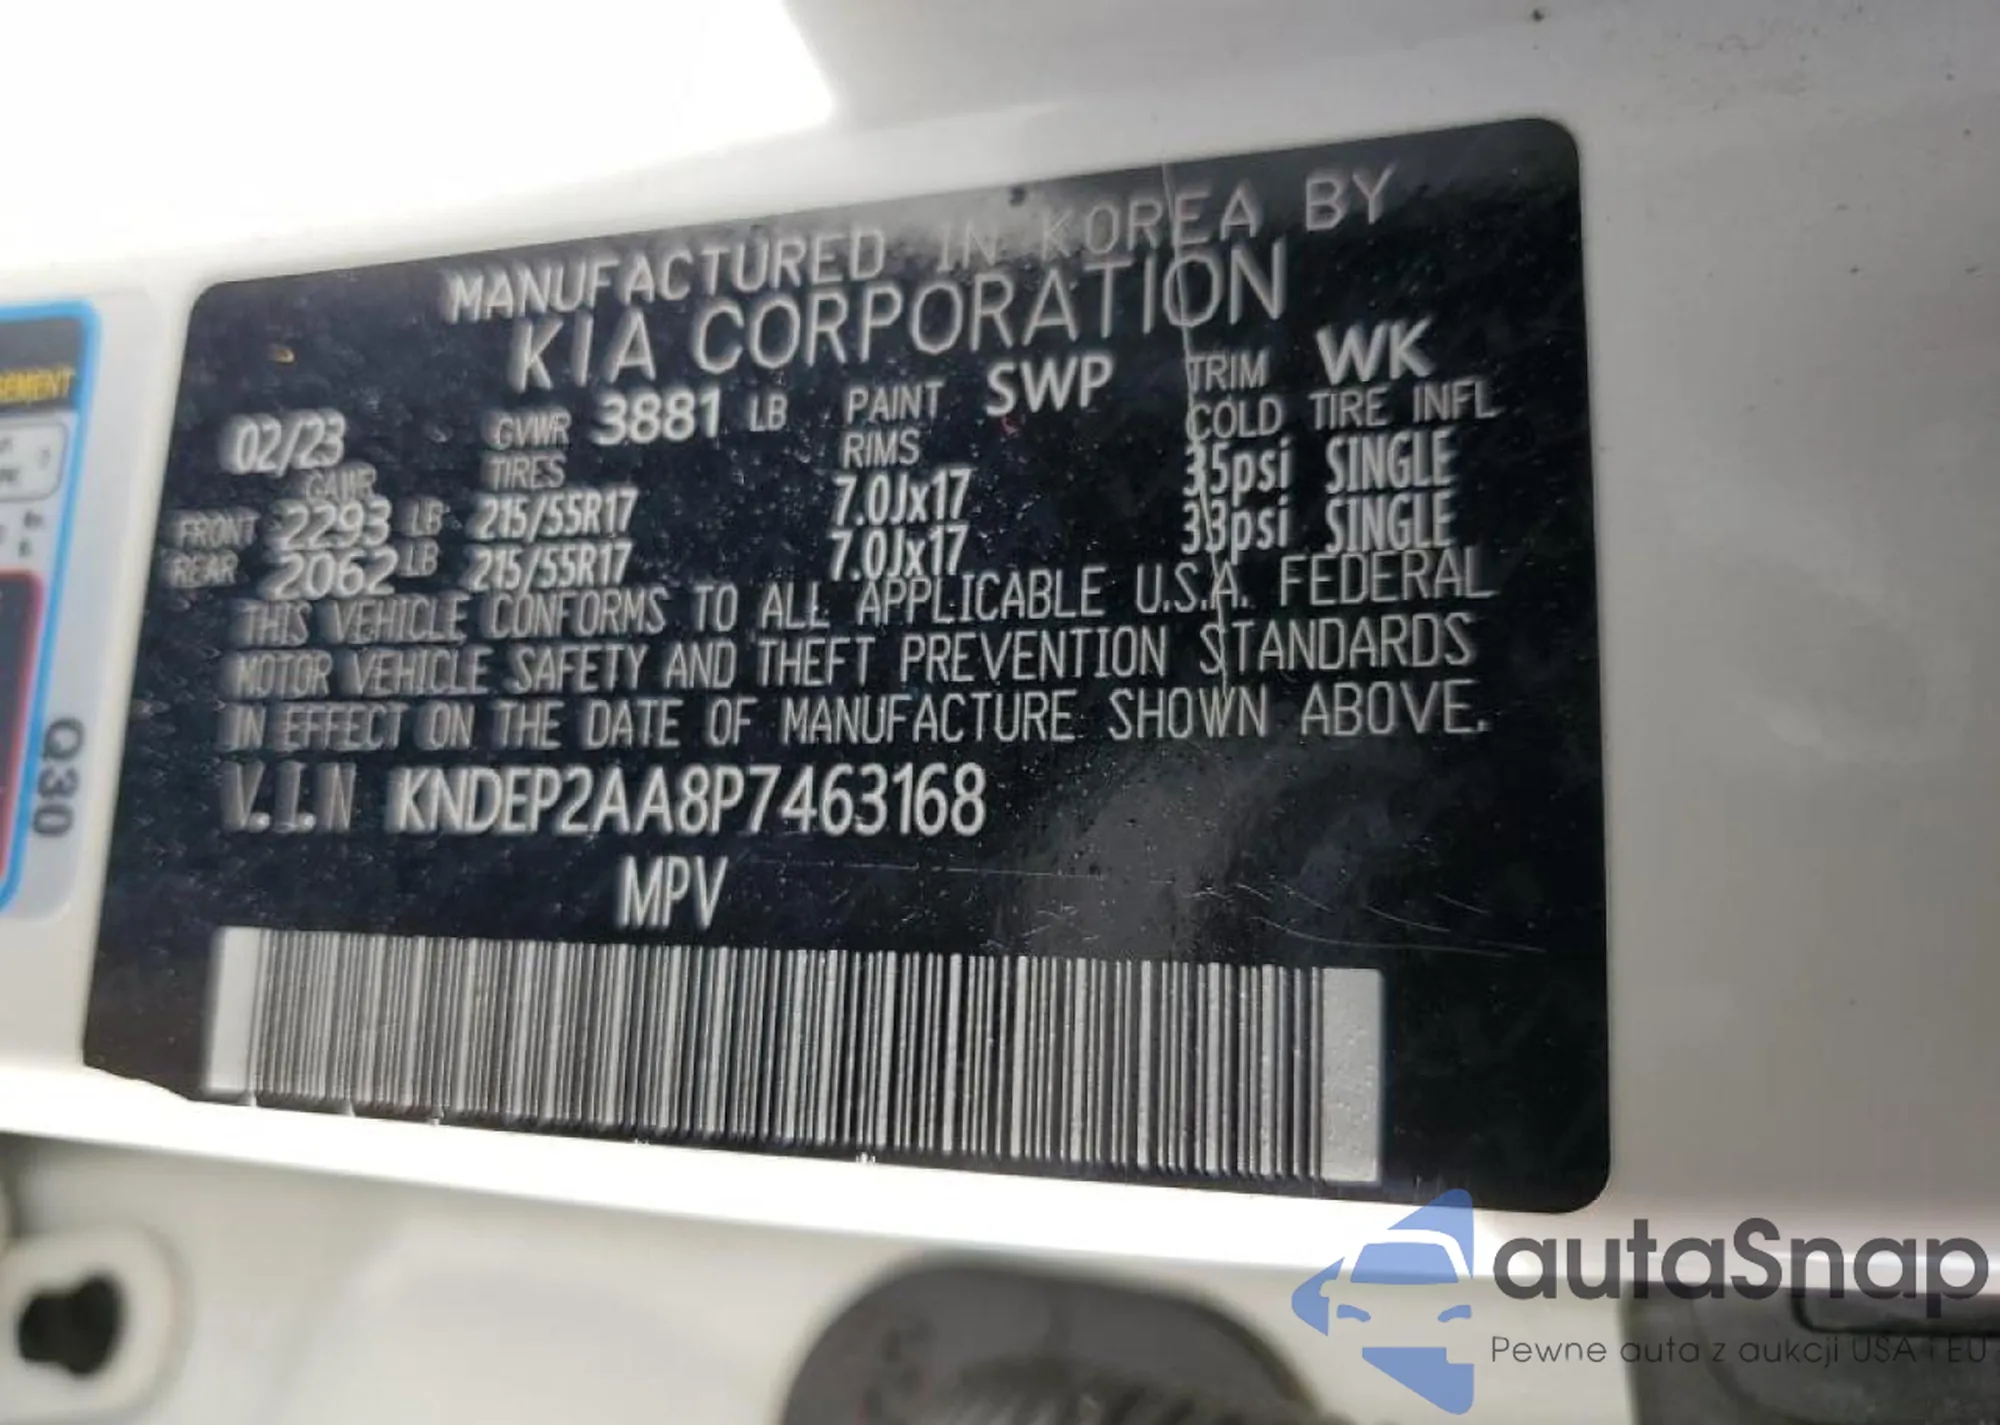 MANUFACTURED IN KOREA BY
KIA CORPORATION
02/23 GVWR 3881 LB PAINT SWP TRIM WK
GAWR TIRES RIMS COLD TIRE INFL
FRONT 2293 LB 215/55R17 7.0Jx17 35psi SINGLE
REAR 2062 LB 215/55R17 7.0Jx17 33psi SINGLE
THIS VEHICLE CONFORMS TO ALL APPLICABLE U.S.A. FEDERAL
MOTOR VEHICLE SAFETY AND THEFT PREVENTION STANDARDS
IN EFFECT ON THE DATE OF MANUFACTURE SHOWN ABOVE.
V.I.N KNDEP2AA8P7463168
MPV
Q30
autaSnap
Pewne auta z aukcji USA i EU